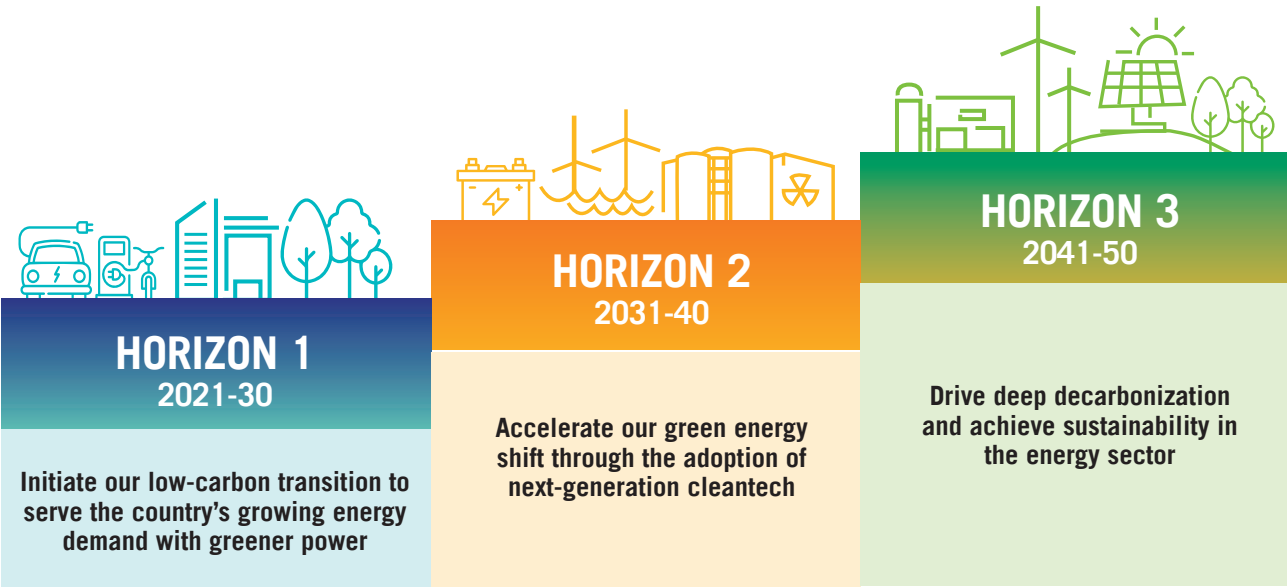 HORIZON 1
2021-30
Initiate our low-carbon transition to
serve the country's growing energy
demand with greener power
HORIZON 2
2031-40
Accelerate our green energy
shift through the adoption of
next-generation cleantech
HORIZON 3
2041-50
Drive deep decarbonization
and achieve sustainability in
the energy sector